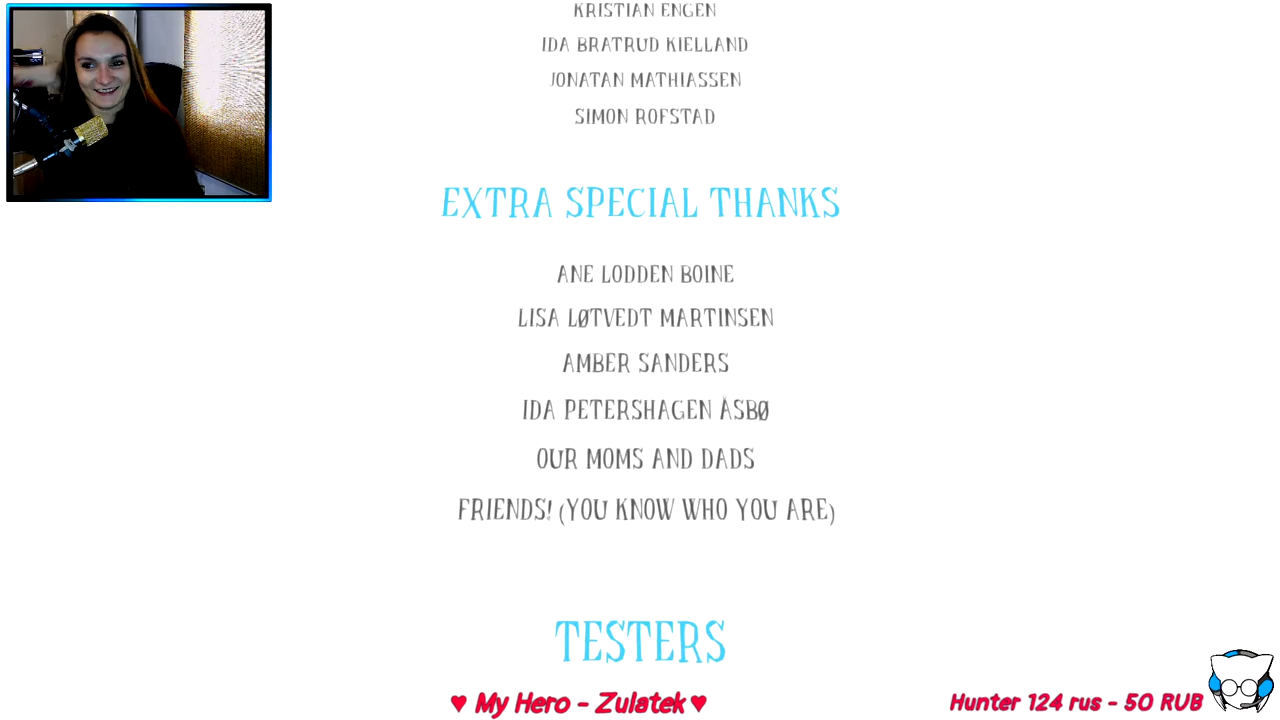 KRISTIAN ENGEN
IDA BRATRUD KIELLAND
JONATAN MATHIASSEN
SIMON ROFSTAD
EXTRA SPECIAL THANKS
ANE LODDEN BOINE
LISA LØTVEDT MARTINSEN
AMBER SANDERS
IDA PETERSHAGEN ÅSBØ
OUR MOMS AND DADS
FRIENDS! (YOU KNOW WHO YOU ARE)
TESTERS
♥ My Hero - Zulatek ♥
Hunter 124 rus - 50 RUB